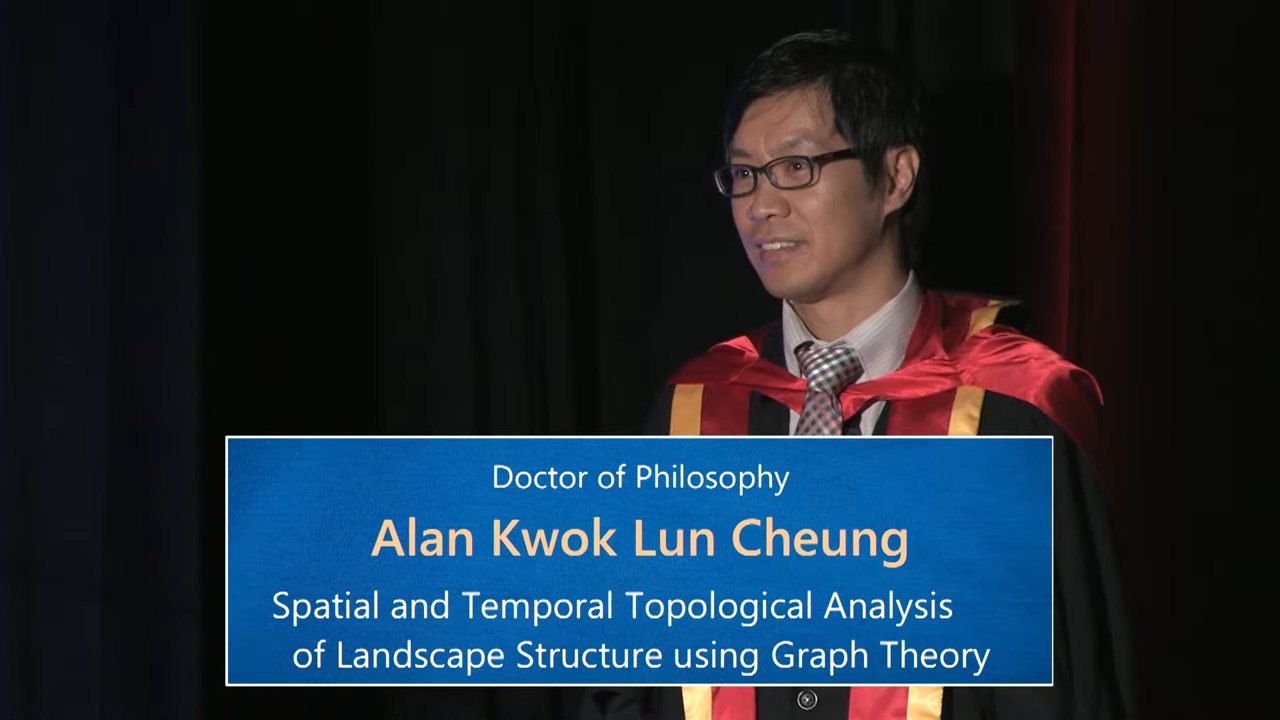 Doctor of Philosophy
Alan Kwok Lun Cheung
Spatial and Temporal Topological Analysis
of Landscape Structure using Graph Theory